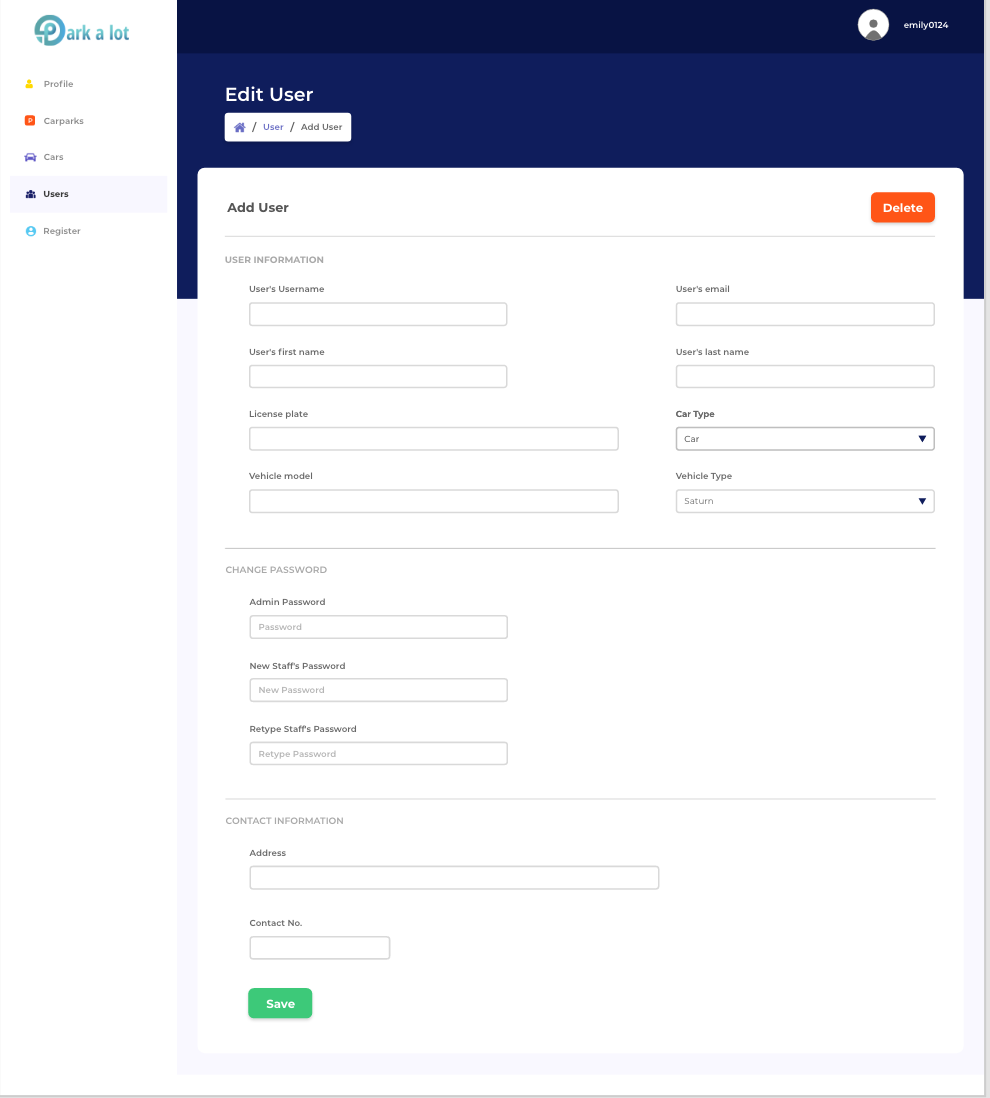 Park a lot
emily0124
Profile
Carparks
Cars
Users
Register
Edit User
/ User / Add User
Add User
Delete
USER INFORMATION
User's Username User's email
User's first name User's last name
License plate Car Type
Car
Vehicle model Vehicle Type
Saturn
CHANGE PASSWORD
Admin Password
Password
New Staff's Password
New Password
Retype Staff's Password
Retype Password
CONTACT INFORMATION
Address
Contact No.
Save